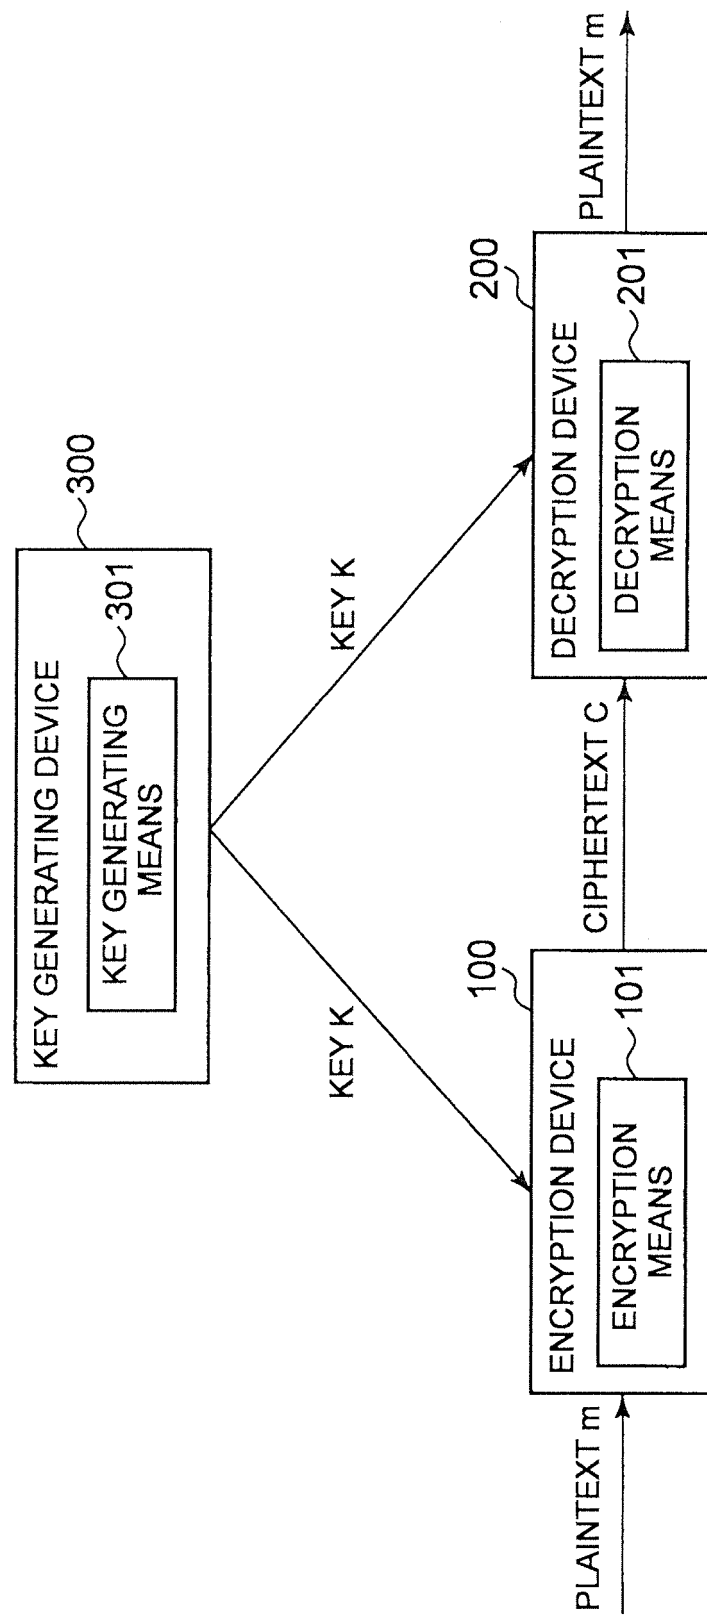 KEY GENERATING DEVICE
300
KEY GENERATING
MEANS
301
KEY K
KEY K
PLAINTEXT m
ENCRYPTION DEVICE
100
ENCRYPTION
MEANS
101
CIPHERTEXT C
DECRYPTION DEVICE
200
DECRYPTION
MEANS
201
PLAINTEXT m